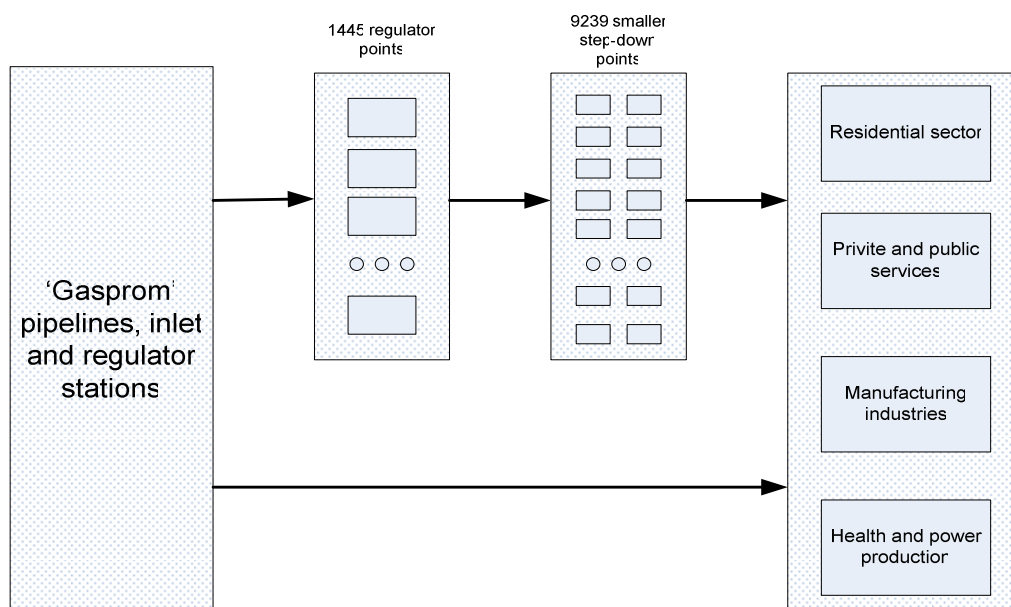 1445 regulator
points
9239 smaller
step-down
points
'Gasprom'
pipelines, inlet
and regulator
stations
Residential sector
Privite and public
services
Manufacturing
industries
Health and power
production